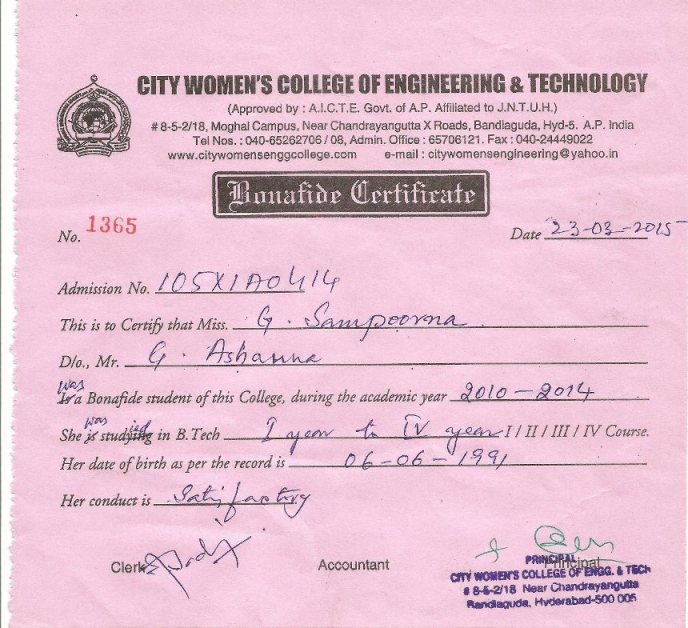 CITY WOMEN'S COLLEGE OF ENGINEERING & TECHNOLOGY
(Approved by : A.I.C.T.E. Govt. of A.P. Affiliated to J.N.T.U.H.)
# 8-5-2/18, Moghal Campus, Near Chandrayangutta X Roads, Bandlaguda, Hyd-5. A.P. India
Tel Nos. : 040-65262706 / 08, Admin. Office : 65706121. Fax : 040-24449022
www.citywomensenggcollege.com e-mail : citywomensengineering@yahoo.in
Bonafide Certificate
No. 1365 Date 23-03-2015
Admission No. 105X1A0414
This is to Certify that Miss. G. Sampoorna
D/o., Mr. G. Ashanna
was
Is a Bonafide student of this College, during the academic year 2010-2014
was ied
She is studying in B.Tech I year to IV year I / II / III / IV Course.
Her date of birth as per the record is 06-06-1991
Her conduct is Satisfactory
Clerk Accountant Principal
PRINCIPAL
CITY WOMEN'S COLLEGE OF ENGG. & TECH
# 8-5-2/18 Near Chandrayangutta
Bandlaguda, Hyderabad-500 005